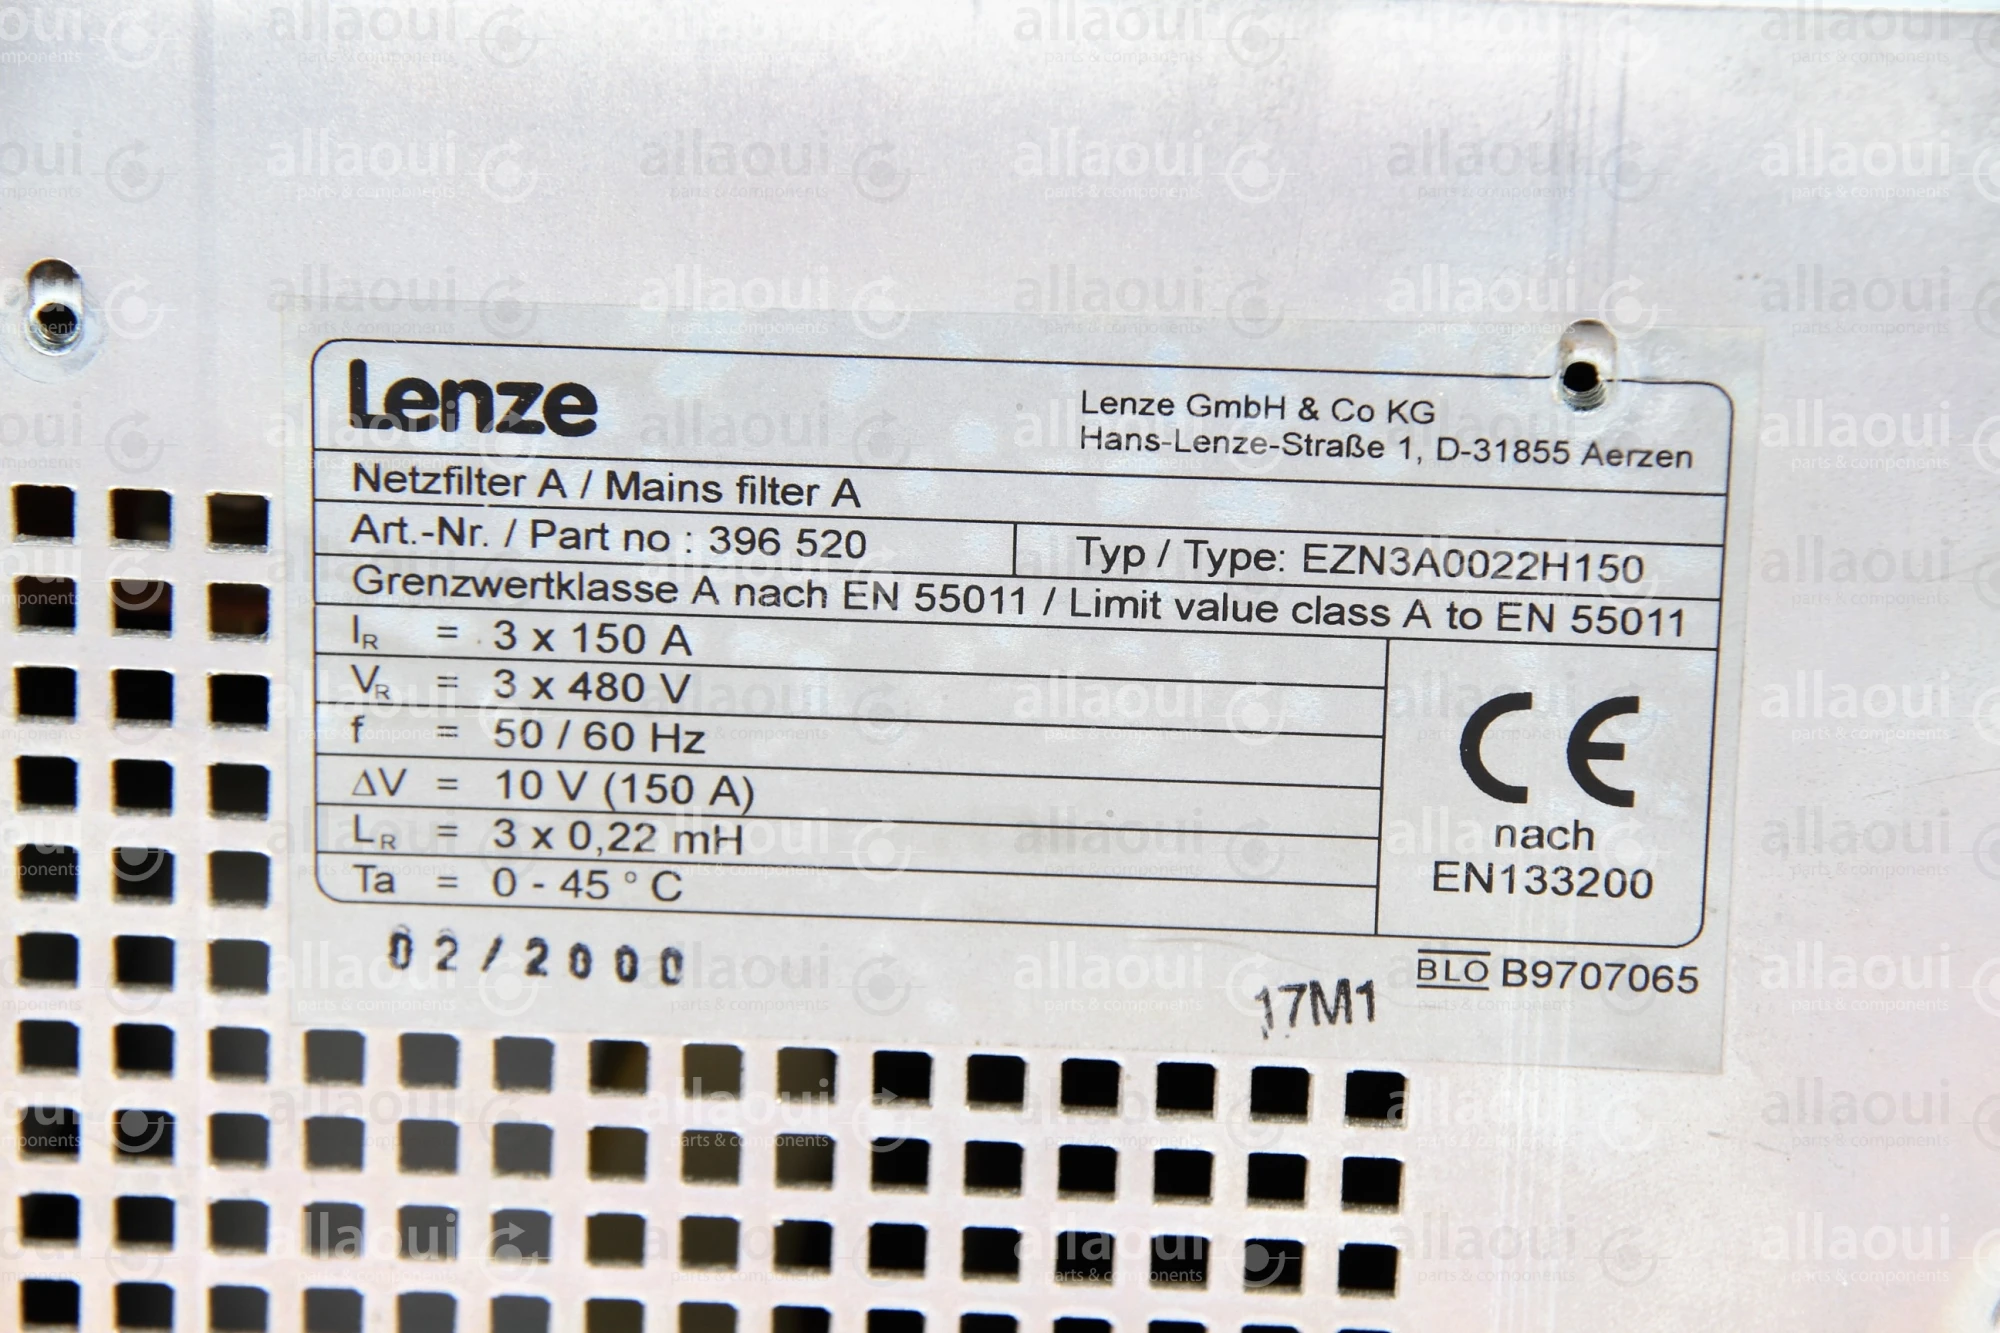 Lenze
Lenze GmbH & Co KG
Hans-Lenze-Straße 1, D-31855 Aerzen
Netzfilter A / Mains filter A
Art.-Nr. / Part no : 396 520
Typ / Type: EZN3A0022H150
Grenzwertklasse A nach EN 55011 / Limit value class A to EN 55011
IR = 3 x 150 A
VR = 3 x 480 V
f = 50 / 60 Hz
ΔV = 10 V (150 A)
LR = 3 x 0,22 mH
Ta = 0 - 45 ° C
CE
nach
EN133200
02/2000
17M1
BLO B9707065
allaoui
parts & components